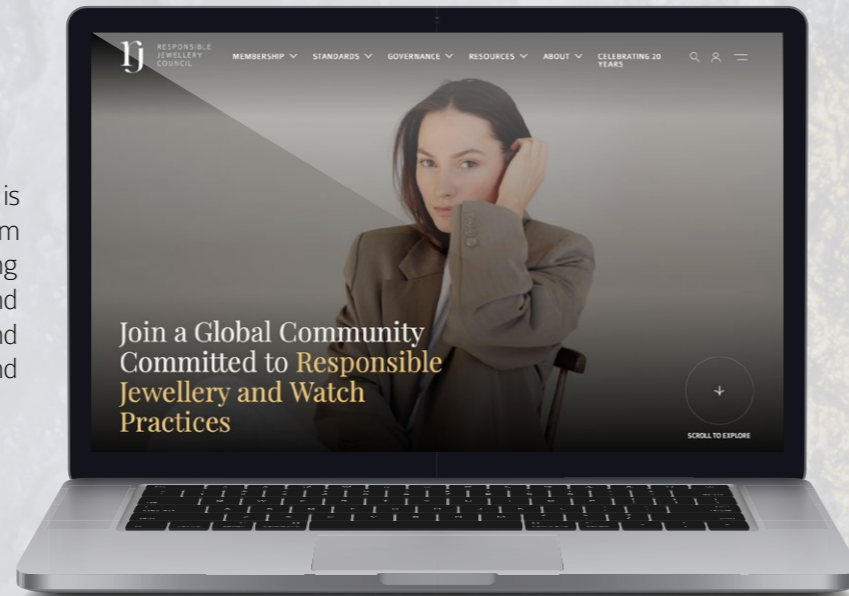 RESPONSIBLE
JEWELLERY
COUNCIL
MEMBERSHIP
STANDARDS
GOVERNANCE
RESOURCES
ABOUT
CELEBRATING 20
YEARS
is
ng
nd
nd
nd
Join a Global Community
Committed to Responsible
Jewellery and Watch
Practices
SCROLL TO EXPLORE